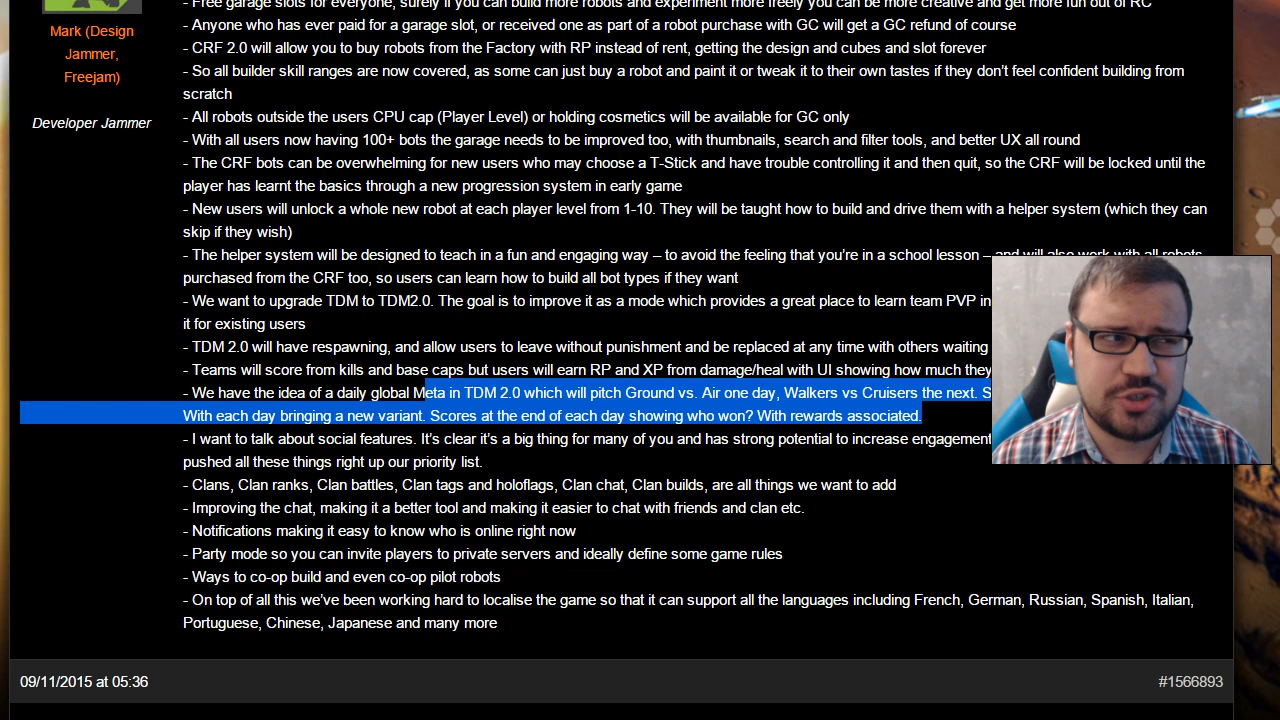 - Free garage slots for everyone, surely if you can build more robots and experiment more freely you can be more creative and get more fun out of RC
Mark (Design
Jammer,
Freejam)
Developer Jammer
- Anyone who has ever paid for a garage slot, or received one as part of a robot purchase with GC will get a GC refund of course
- CRF 2.0 will allow you to buy robots from the Factory with RP instead of rent, getting the design and cubes and slot forever
- So all builder skill ranges are now covered, as some can just buy a robot and paint it or tweak it to their own tastes if they don’t feel confident building from
scratch
- All robots outside the users CPU cap (Player Level) or holding cosmetics will be available for GC only
- With all users now having 100+ bots the garage needs to be improved too, with thumbnails, search and filter tools, and better UX all round
- The CRF bots can be overwhelming for new users who may choose a T-Stick and have trouble controlling it and then quit, so the CRF will be locked until the
player has learnt the basics through a new progression system in early game
- New users will unlock a whole new robot at each player level from 1-10. They will be taught how to build and drive them with a helper system (which they can
skip if they wish)
- The helper system will be designed to teach in a fun and engaging way – to avoid the feeling that you’re in a school lesson – and will also work with all robots
purchased from the CRF too, so users can learn how to build all bot types if they want
- We want to upgrade TDM to TDM2.0. The goal is to improve it as a mode which provides a great place to learn team PVP in
it for existing users
- TDM 2.0 will have respawning, and allow users to leave without punishment and be replaced at any time with others waiting
- Teams will score from kills and base caps but users will earn RP and XP from damage/heal with UI showing how much they
- We have the idea of a daily global Meta in TDM 2.0 which will pitch Ground vs. Air one day, Walkers vs Cruisers the next.
With each day bringing a new variant. Scores at the end of each day showing who won? With rewards associated.
- I want to talk about social features. It’s clear it’s a big thing for many of you and has strong potential to increase engagement
pushed all these things right up our priority list.
- Clans, Clan ranks, Clan battles, Clan tags and holoflags, Clan chat, Clan builds, are all things we want to add
- Improving the chat, making it a better tool and making it easier to chat with friends and clan etc.
- Notifications making it easy to know who is online right now
- Party mode so you can invite players to private servers and ideally define some game rules
- Ways to co-op build and even co-op pilot robots
- On top of all this we’ve been working hard to localise the game so that it can support all the languages including French, German, Russian, Spanish, Italian,
Portuguese, Chinese, Japanese and many more
09/11/2015 at 05:36
#1566893